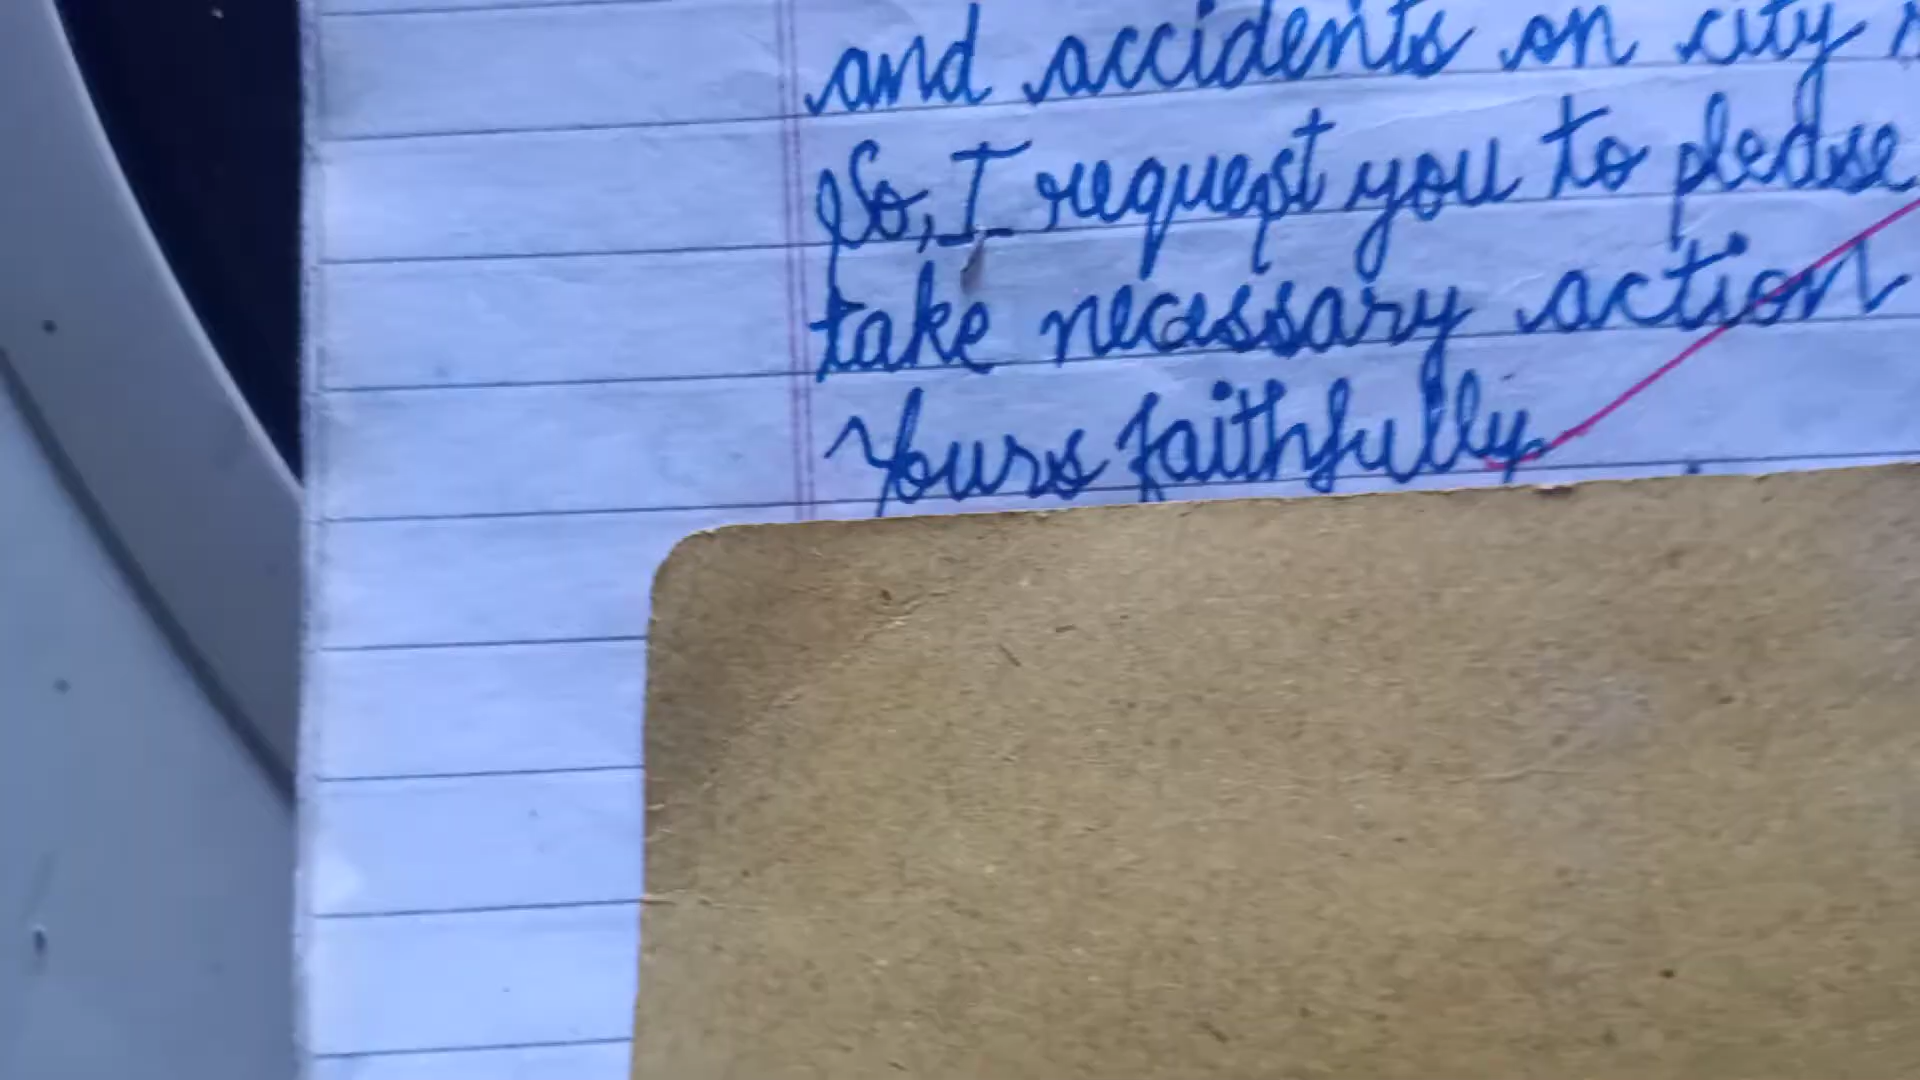 and accidents on city
So, I request you to please
take necessary action
Yours faithfully